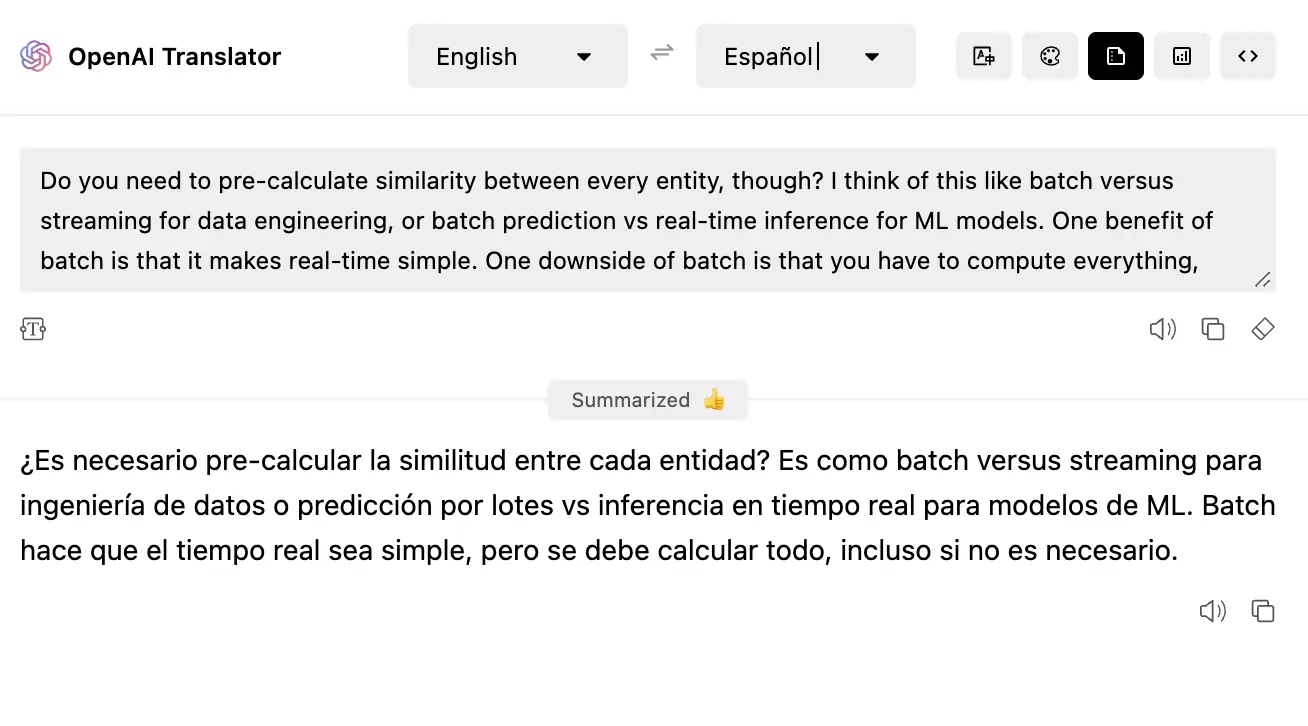 OpenAI Translator
English
Español
Do you need to pre-calculate similarity between every entity, though? I think of this like batch versus
streaming for data engineering, or batch prediction vs real-time inference for ML models. One benefit of
batch is that it makes real-time simple. One downside of batch is that you have to compute everything,
Summarized 👍
¿Es necesario pre-calcular la similitud entre cada entidad? Es como batch versus streaming para
ingeniería de datos o predicción por lotes vs inferencia en tiempo real para modelos de ML. Batch
hace que el tiempo real sea simple, pero se debe calcular todo, incluso si no es necesario.